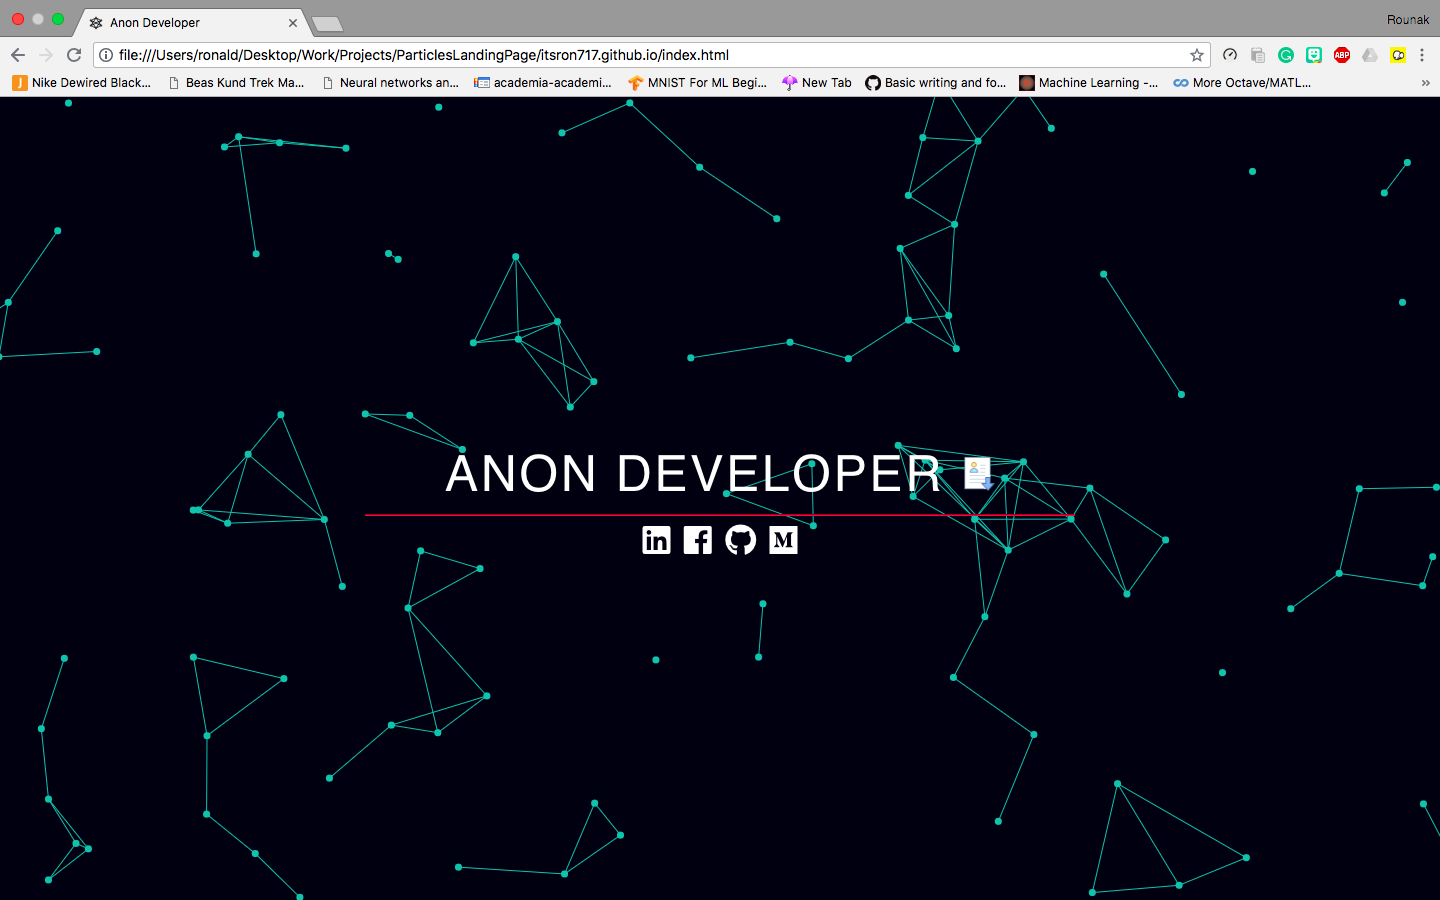 Anon Developer
Rounak
file:///Users/ronald/Desktop/Work/Projects/ParticlesLandingPage/itsron717.github.io/index.html
ABP
Nike Dewired Black... Beas Kund Trek Ma... Neural networks an... academia-academi... MNIST For ML Begi... New Tab Basic writing and fo... Machine Learning -... More Octave/MATL... »
ANON DEVELOPER
in f M